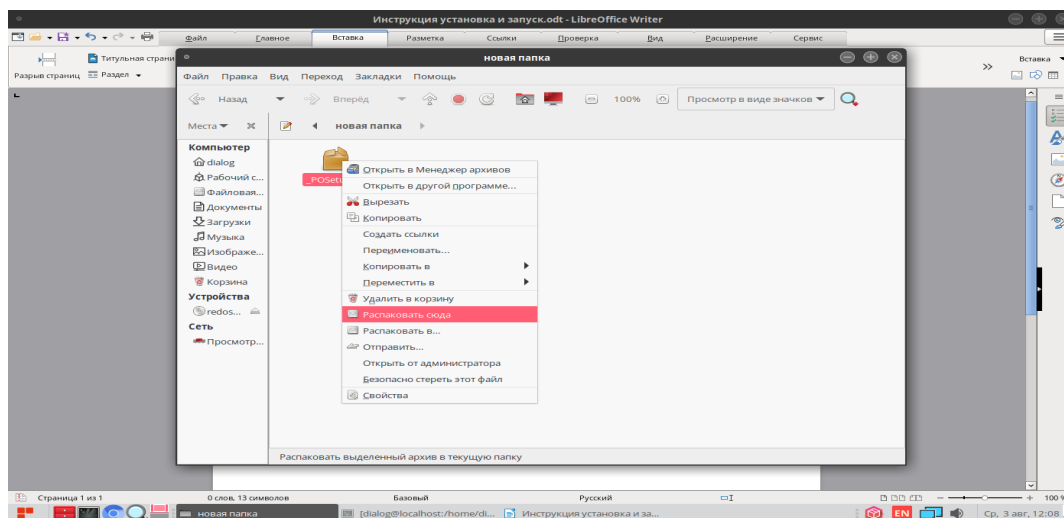 Инструкция установка и запуск.odt - LibreOffice Writer
Файл Главное Вставка Разметка Ссылки Проверка Вид Расширение Сервис
Титульная страни
Разрыв страниц Раздел
Вставка
новая папка
Файл Правка Вид Переход Закладки Помощь
Назад Вперёд 100% Просмотр в виде значков
Места новая папка
Компьютер
dialog
Рабочий с...
Файловая...
Документы
Загрузки
Музыка
Изображе...
Видео
Корзина
Устройства
redos...
Сеть
Просмотр...
Открыть в Менеджер архивов
Открыть в другой программе...
Вырезать
Копировать
Создать ссылки
Переименовать...
Копировать в
Переместить в
Удалить в корзину
Распаковать сюда
Распаковать в...
Отправить...
Открыть от администратора
Безопасно стереть этот файл
Свойства
Распаковать выделенный архив в текущую папку
Страница 1 из 1 0 слов, 13 символов Базовый Русский 100%
новая папка [dialog@localhost:/home/di... Инструкция установка и за... EN Ср, 3 авг, 12:08